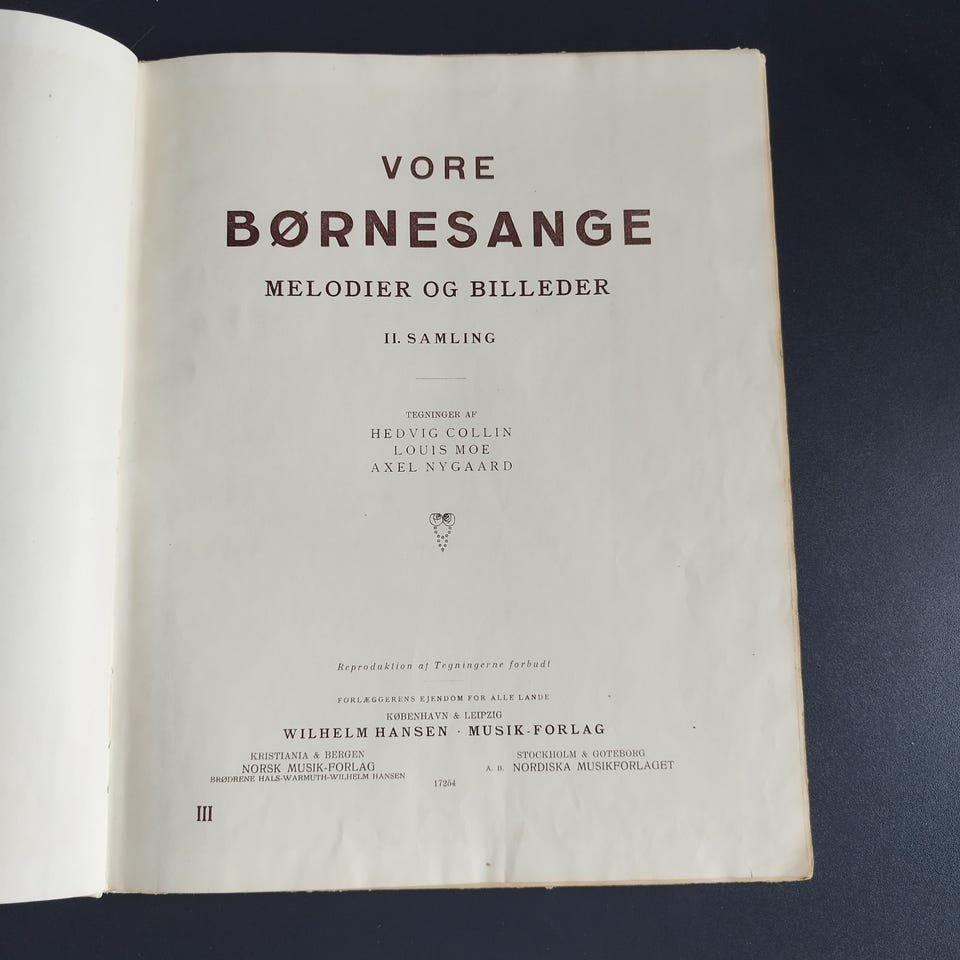 VORE
BØRNESANGE
MELODIER OG BILLEDER
II. SAMLING
TEGNINGER AF
HEDVIG COLLIN
LOUIS MOE
AXEL NYGAARD
Reproduktion af Tegningerne forbudt
FORLÆGGERENS EJENDOM FOR ALLE LANDE
KØBENHAVN & LEIPZIG
WILHELM HANSEN · MUSIK-FORLAG
KRISTIANIA & BERGEN
NORSK MUSIK-FORLAG
BRØDRENE HALS-WARMUTH-WILHELM HANSEN
STOCKHOLM & GOTEBORG
A. B. NORDISKA MUSIKFORLAGET
17264
III